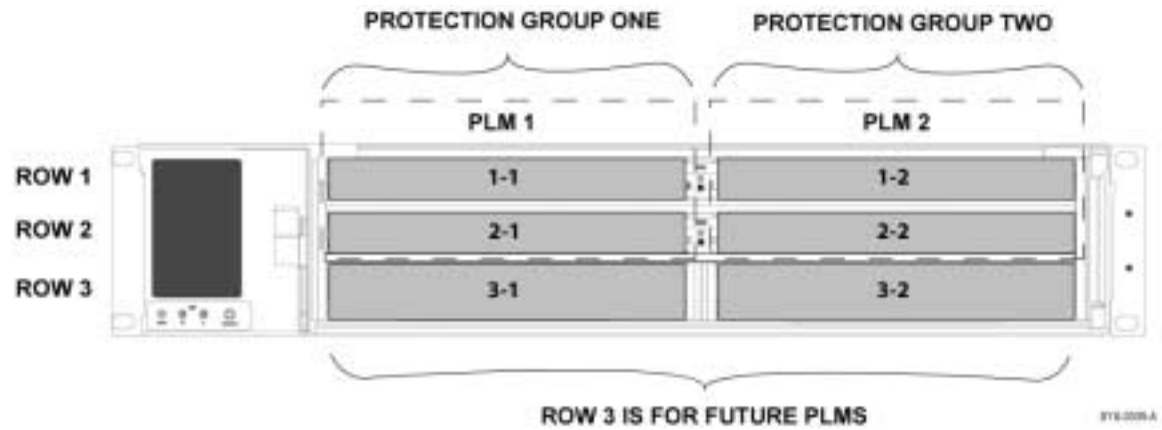 PROTECTION GROUP ONE
PROTECTION GROUP TWO
PLM 1
PLM 2
ROW 1
1-1
1-2
ROW 2
2-1
2-2
ROW 3
3-1
3-2
ROW 3 IS FOR FUTURE PLMS